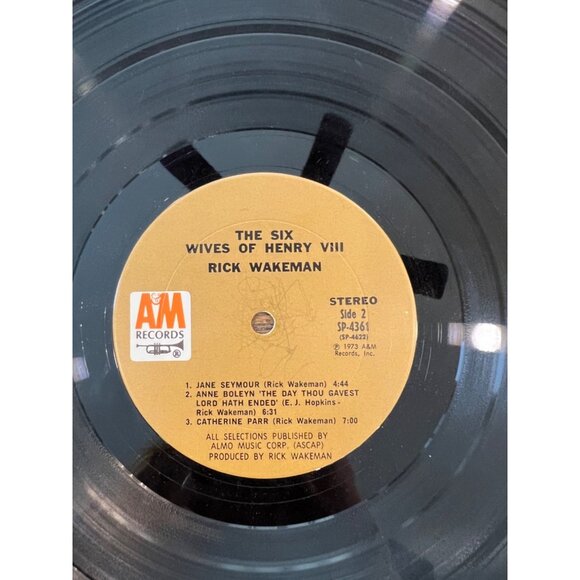 THE SIX
WIVES OF HENRY VIII
RICK WAKEMAN
A&M
RECORDS
®
STEREO
Side 2
SP-4361
(SP-4622)
℗ 1973 A&M
Records, Inc.
1. JANE SEYMOUR (Rick Wakeman) 4:44
2. ANNE BOLEYN 'THE DAY THOU GAVEST
LORD HATH ENDED' (E. J. Hopkins -
Rick Wakeman) 6:31
3. CATHERINE PARR (Rick Wakeman) 7:00
ALL SELECTIONS PUBLISHED BY
ALMO MUSIC CORP. (ASCAP)
PRODUCED BY RICK WAKEMAN